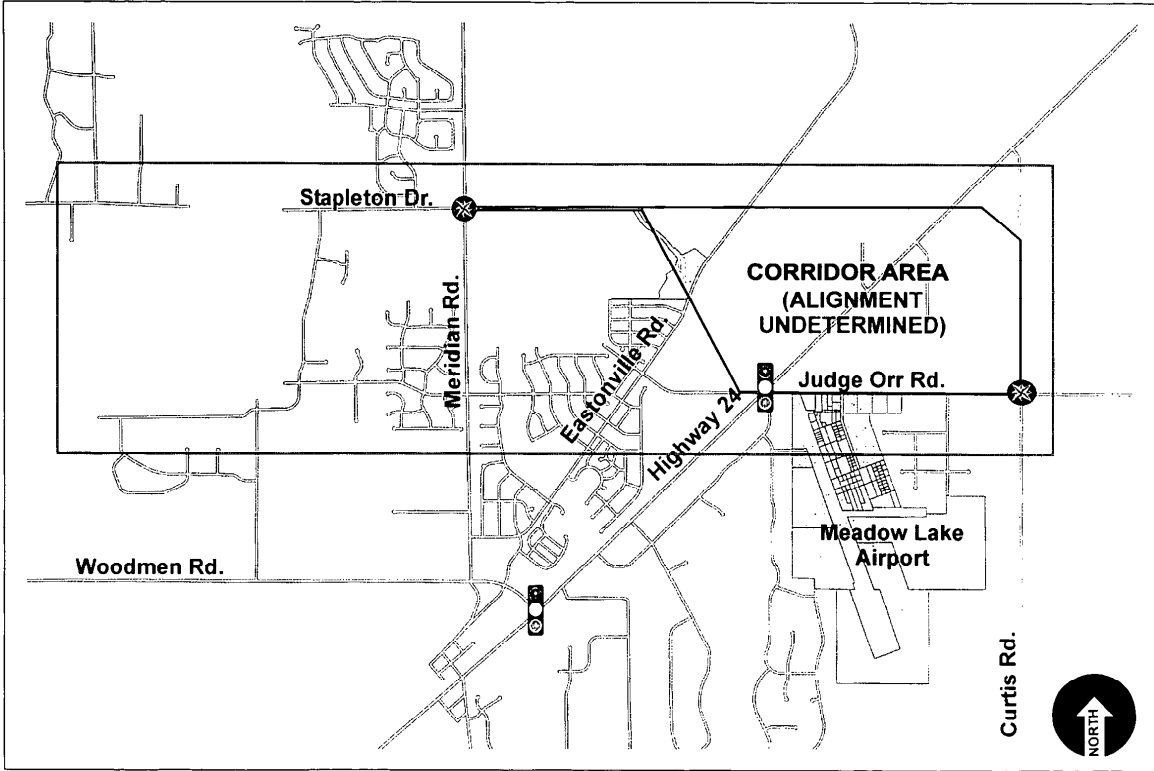 Stapleton Dr.
CORRIDOR AREA
(ALIGNMENT
UNDETERMINED)
Meridian Rd.
Eastonville Rd.
Judge Orr Rd.
Highway 24
Meadow Lake
Airport
Woodmen Rd.
Curtis Rd.
NORTH